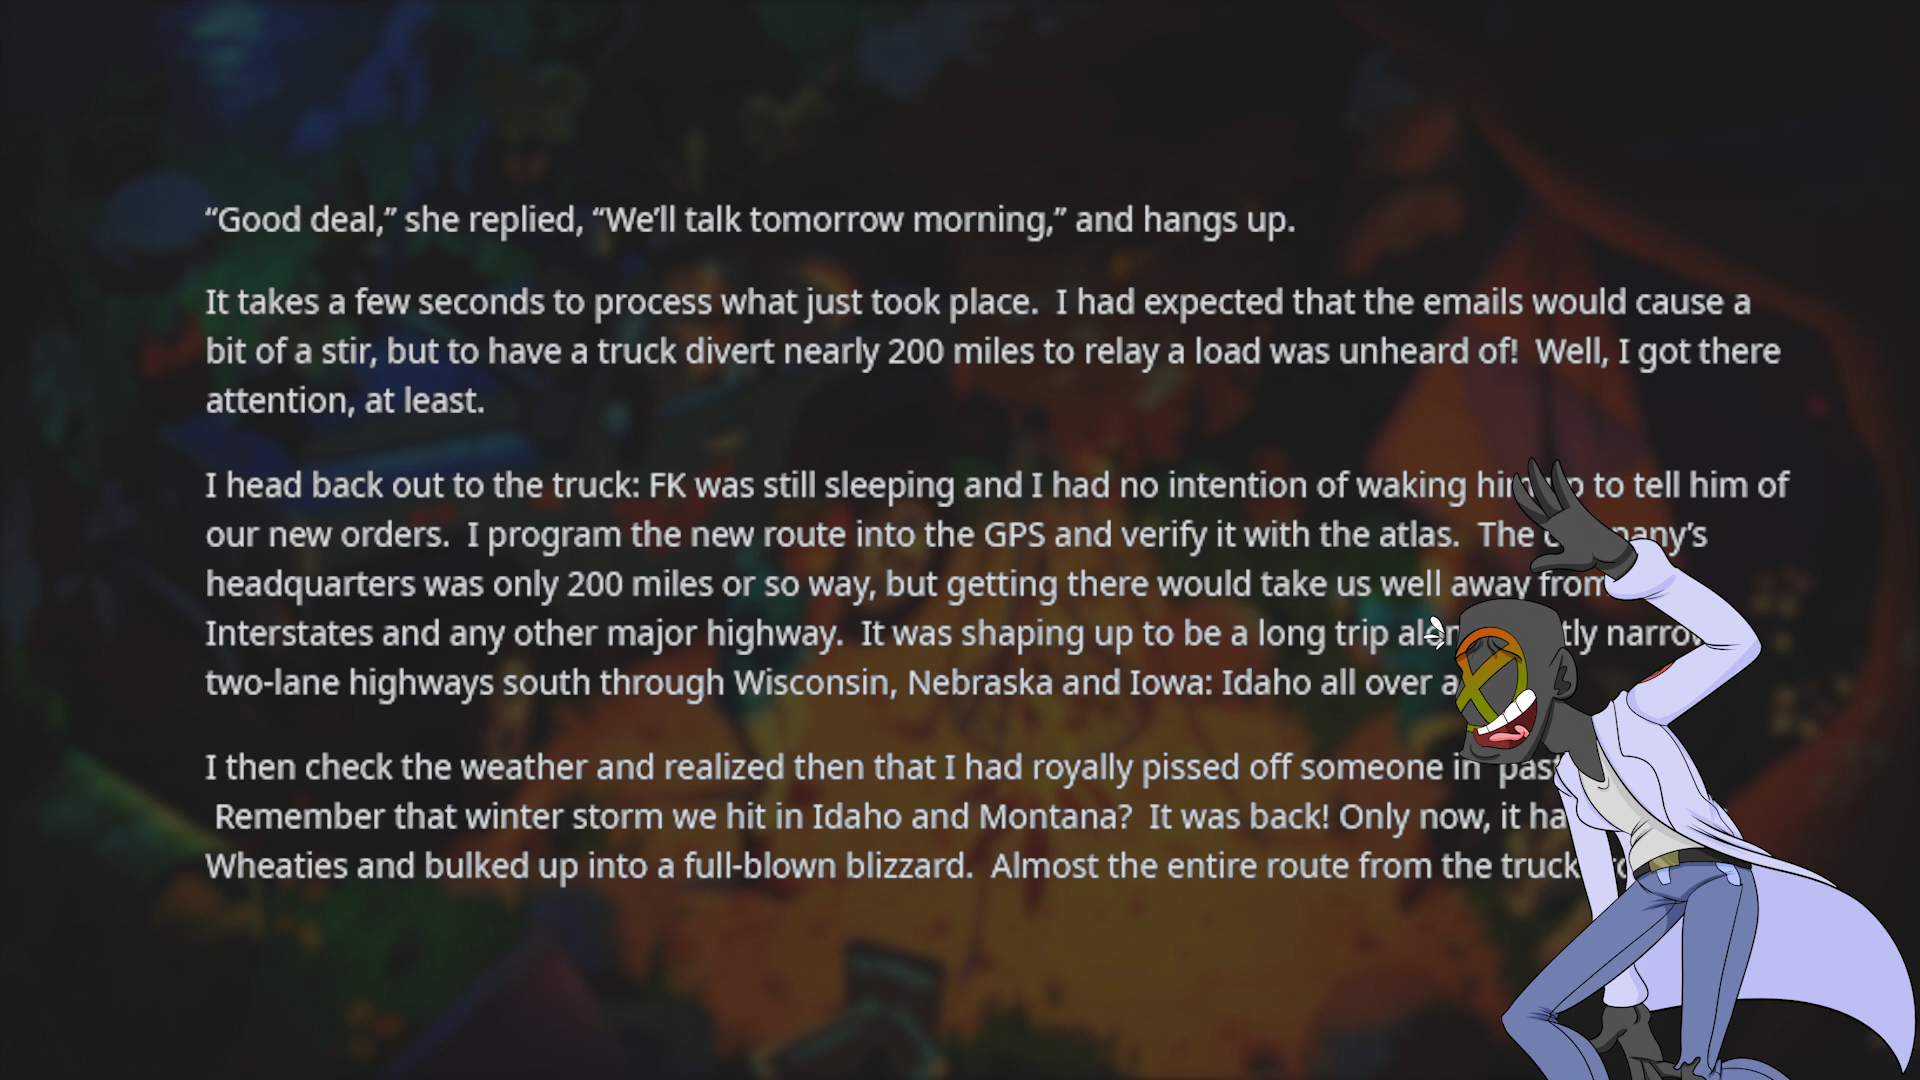 “Good deal,” she replied, “We’ll talk tomorrow morning,” and hangs up.
It takes a few seconds to process what just took place.  I had expected that the emails would cause a
bit of a stir, but to have a truck divert nearly 200 miles to relay a load was unheard of!  Well, I got there
attention, at least.
I head back out to the truck: FK was still sleeping and I had no intention of waking to tell him of
our new orders.  I program the new route into the GPS and verify it with the atlas.  The
headquarters was only 200 miles or so way, but getting there would take us well away from
Interstates and any other major highway.  It was shaping up to be a long trip
two-lane highways south through Wisconsin, Nebraska and Iowa: Idaho all over
I then check the weather and realized then that I had royally pissed off someone in
Remember that winter storm we hit in Idaho and Montana?  It was back! Only now, it
Wheaties and bulked up into a full-blown blizzard.  Almost the entire route from the truck